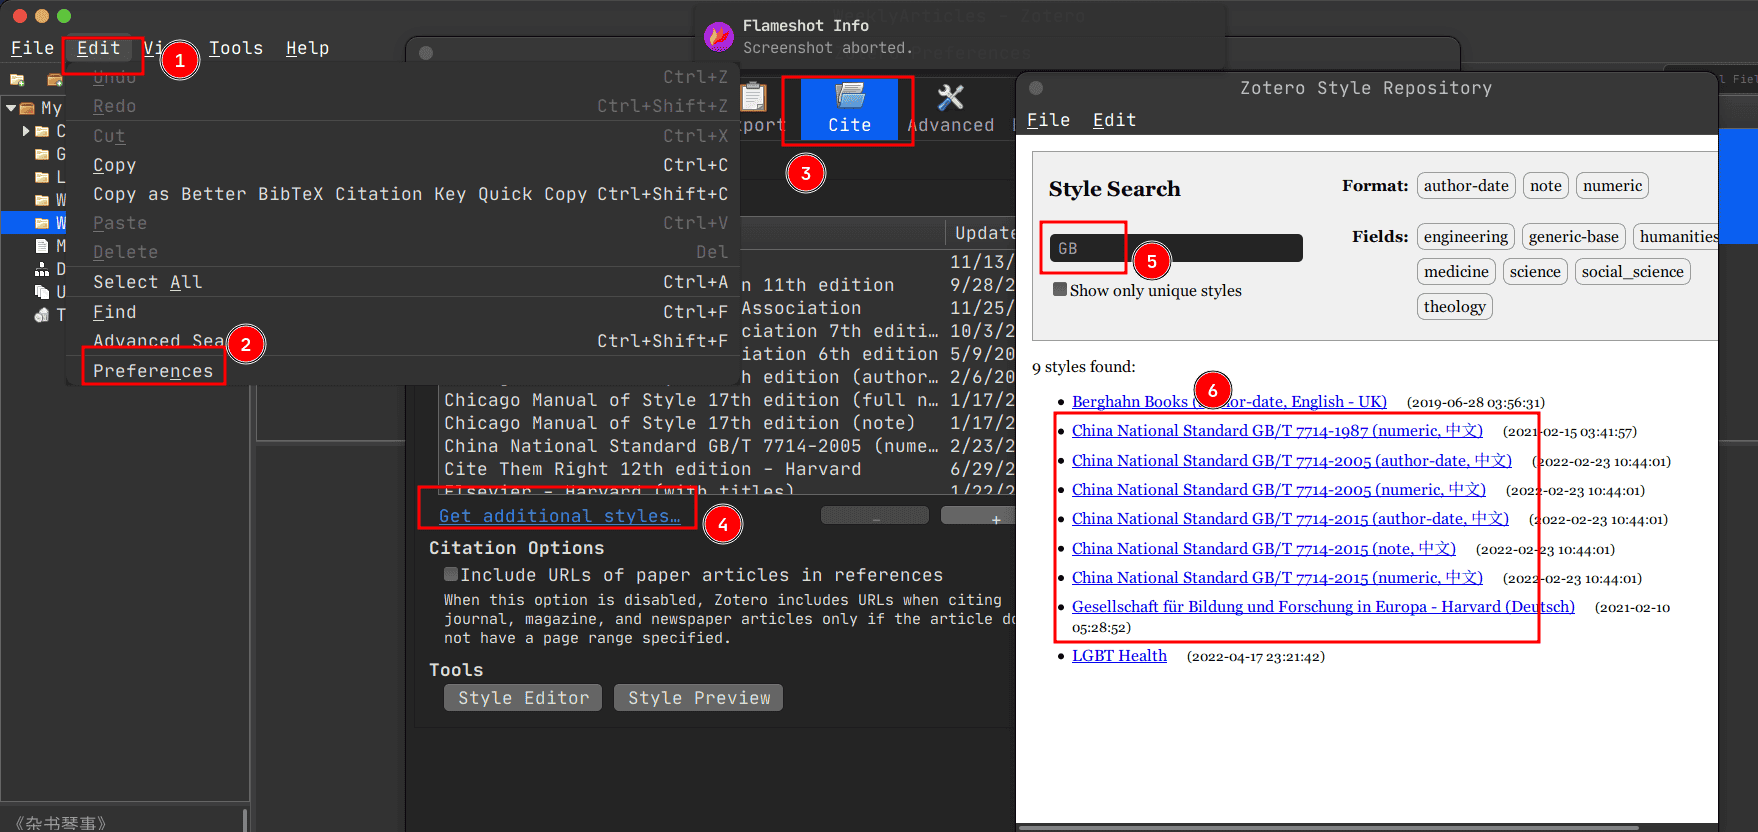 Flameshot Info
Screenshot aborted.
File Edit Vi Tools Help
1
Undo Ctrl+Z
Redo Ctrl+Shift+Z
Cut Ctrl+X
Copy Ctrl+C
Copy as Better BibTeX Citation Key Quick Copy Ctrl+Shift+C
Paste Ctrl+V
Delete Del
Select All Ctrl+A
Find Ctrl+F
Advanced Sea Ctrl+Shift+F
2
Preferences
My
C
G
L
W
W
M
D
U
T
《杂书琴事》
port
Cite
Advanced
3
Update
11/13/
n 11th edition 9/28/2
Association 11/25/
ciation 7th editi… 10/3/2
iation 6th edition 5/9/20
th edition (author… 2/6/20
Chicago Manual of Style 17th edition (full n… 1/17/2
Chicago Manual of Style 17th edition (note) 1/17/2
China National Standard GB/T 7714-2005 (nume… 2/23/2
Cite Them Right 12th edition - Harvard 6/29/2
Elsevier - Harvard (with titles) 1/22/2
Get additional styles…
4
- +
Citation Options
Include URLs of paper articles in references
When this option is disabled, Zotero includes URLs when citing
journal, magazine, and newspaper articles only if the article do
not have a page range specified.
Tools
Style Editor Style Preview
Zotero Style Repository
File Edit
Style Search
Format: author-date note numeric
GB
5
Fields: engineering generic-base humanities
medicine science social_science
theology
Show only unique styles
9 styles found:
6
Berghahn Books (author-date, English - UK) (2019-06-28 03:56:31)
China National Standard GB/T 7714-1987 (numeric, 中文) (2021-02-15 03:41:57)
China National Standard GB/T 7714-2005 (author-date, 中文) (2022-02-23 10:44:01)
China National Standard GB/T 7714-2005 (numeric, 中文) (2022-02-23 10:44:01)
China National Standard GB/T 7714-2015 (author-date, 中文) (2022-02-23 10:44:01)
China National Standard GB/T 7714-2015 (note, 中文) (2022-02-23 10:44:01)
China National Standard GB/T 7714-2015 (numeric, 中文) (2022-02-23 10:44:01)
Gesellschaft für Bildung und Forschung in Europa - Harvard (Deutsch) (2021-02-10
05:28:52)
LGBT Health (2022-04-17 23:21:42)